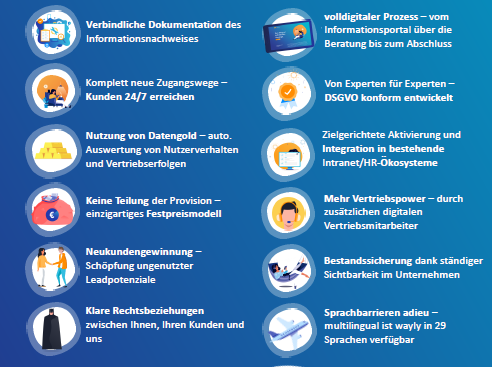 Verbindliche Dokumentation des
Informationsnachweises
Komplett neue Zugangswege –
Kunden 24/7 erreichen
Nutzung von Datengold – auto.
Auswertung von Nutzerverhalten
und Vertriebserfolgen
Keine Teilung der Provision –
einzigartiges Festpreismodell
Neukundengewinnung –
Schöpfung ungenutzter
Leadpotenziale
Klare Rechtsbeziehungen
zwischen Ihnen, Ihren Kunden und
uns
volldigitaler Prozess – vom
Informationsportal über die
Beratung bis zum Abschluss
Von Experten für Experten –
DSGVO konform entwickelt
Zielgerichtete Aktivierung und
Integration in bestehende
Intranet/HR-Ökosysteme
Mehr Vertriebspower – durch
zusätzlichen digitalen
Vertriebsmitarbeiter
Bestandssicherung dank ständiger
Sichtbarkeit im Unternehmen
Sprachbarrieren adieu –
multilingual ist wayly in 29
Sprachen verfügbar